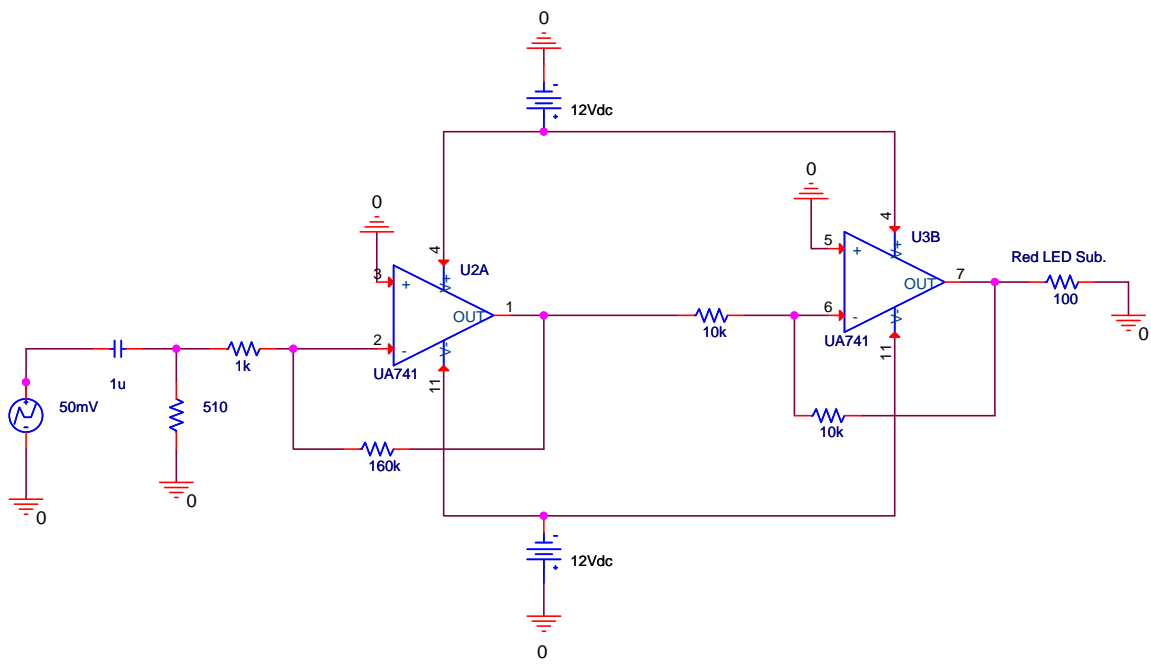 0
-
12Vdc
+
0
0
4
U2A
3
+
V+
OUT
1
2
-
V-
UA741
11
4
U3B
5
+
V+
OUT
7
6
-
V-
UA741
11
Red LED Sub.
100
0
10k
10k
1k
1u
50mV
+
-
510
0
0
160k
-
12Vdc
+
0